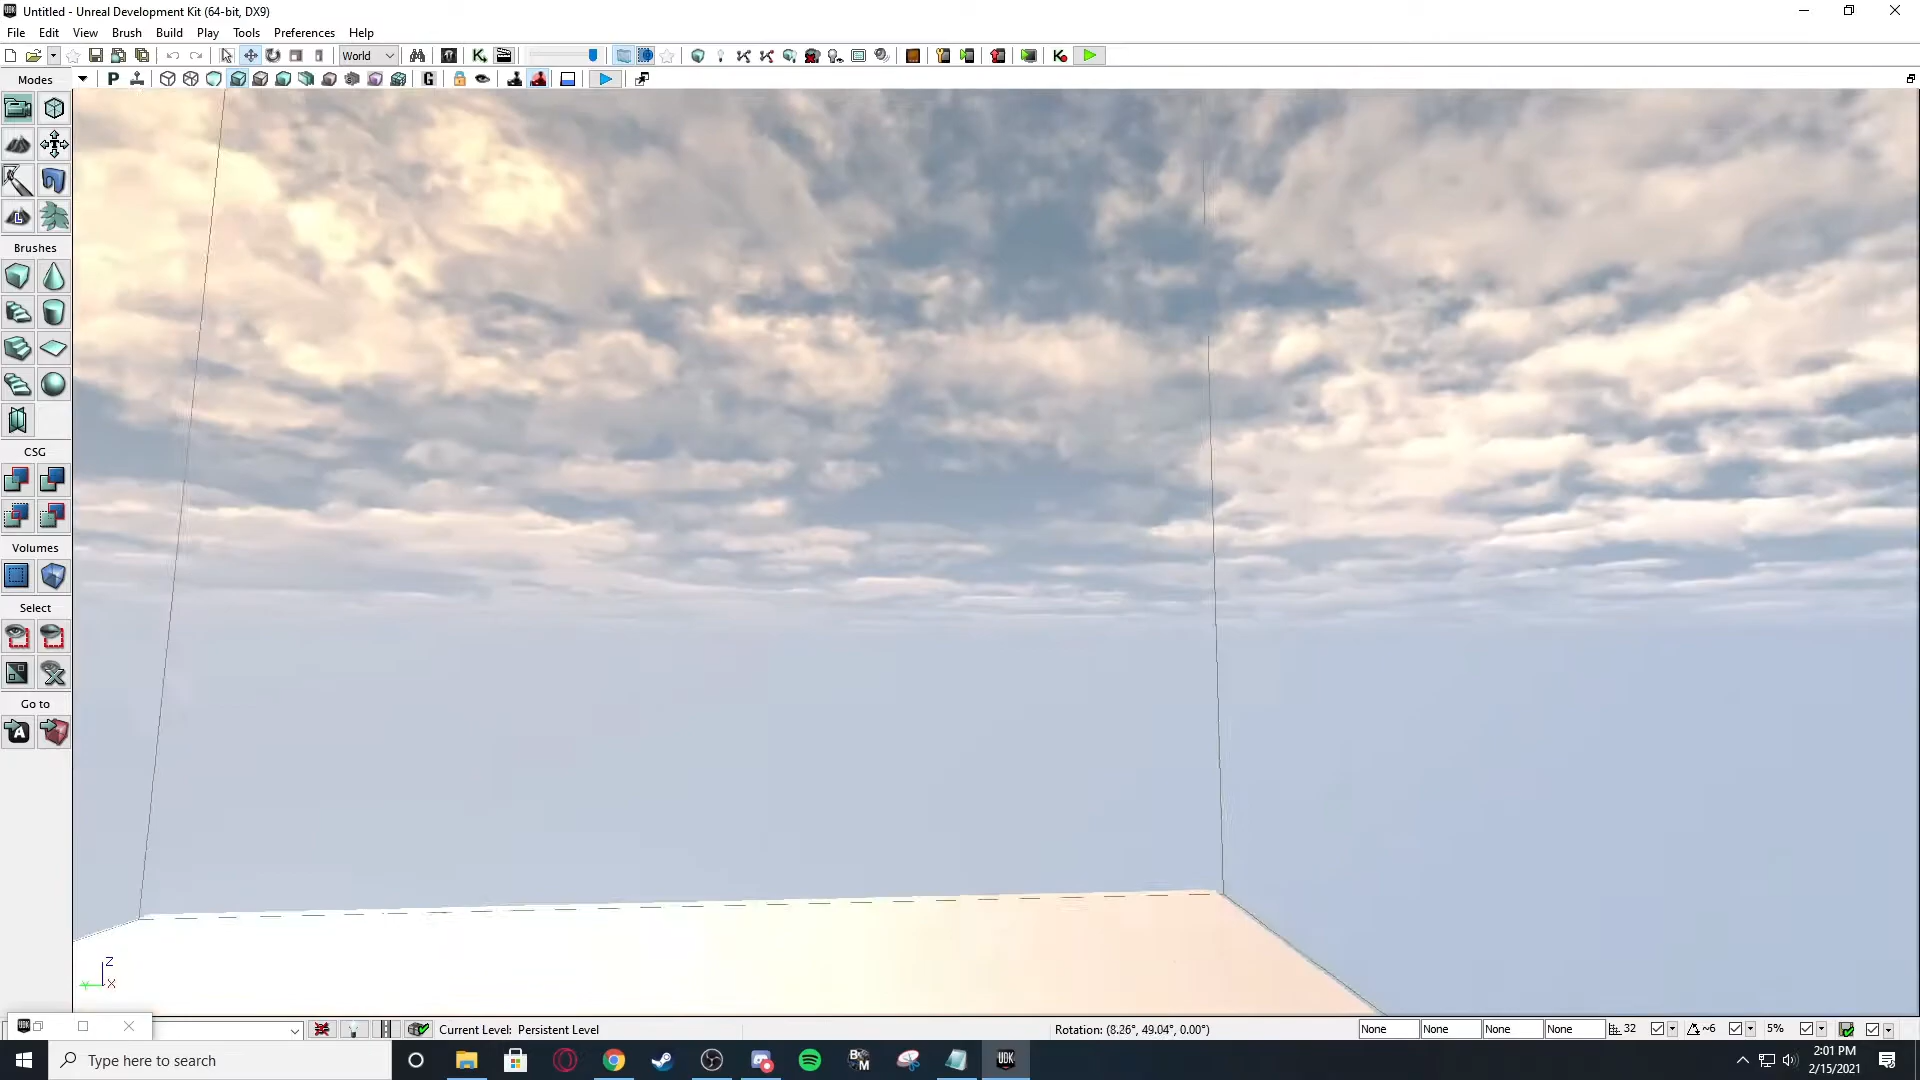 Untitled - Unreal Development Kit (64-bit, DX9)
File Edit View Brush Build Play Tools Preferences Help
World
Modes
P
G
L
Brushes
CSG
Volumes
Select
Go to
A
Z
X
Y
Current Level: Persistent Level
Rotation: (8.26°, 49.04°, 0.00°)
None None None None
32
~6
5%
Type here to search
UDK
2:01 PM
2/15/2021